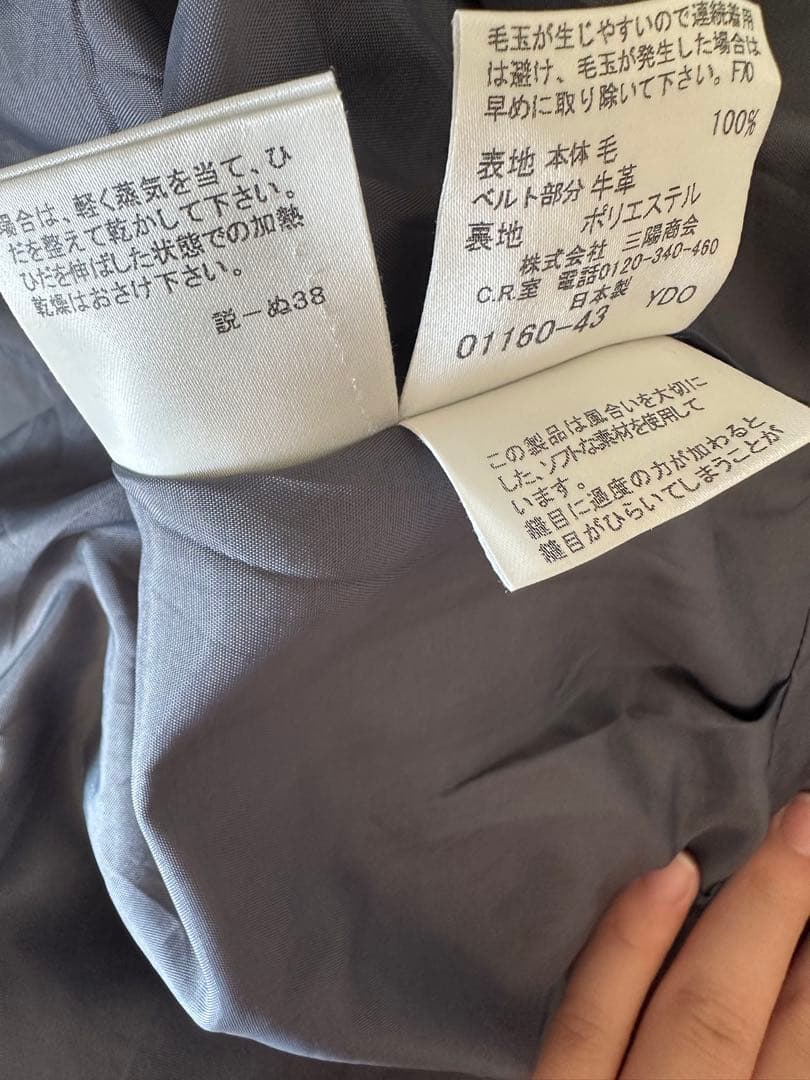 場合は、軽く蒸気を当て、ひ
だを整えて乾かして下さい。
ひだを伸ばした状態での加熱
乾燥はおさけ下さい。
説－ぬ38
毛玉が生じやすいので連続着用
は避け、毛玉が発生した場合は
早めに取り除いて下さい。F70
100%
表地 本体 毛
ベルト部分 牛革
裏地 ポリエステル
株式会社 三陽商会
C.R.室 電話0120-340-460
日本製
01160-43 YDO
この製品は風合いを大切に
した、ソフトな素材を使用して
います。
縫目に過度の力が加わると
縫目がひらいてしまうことが